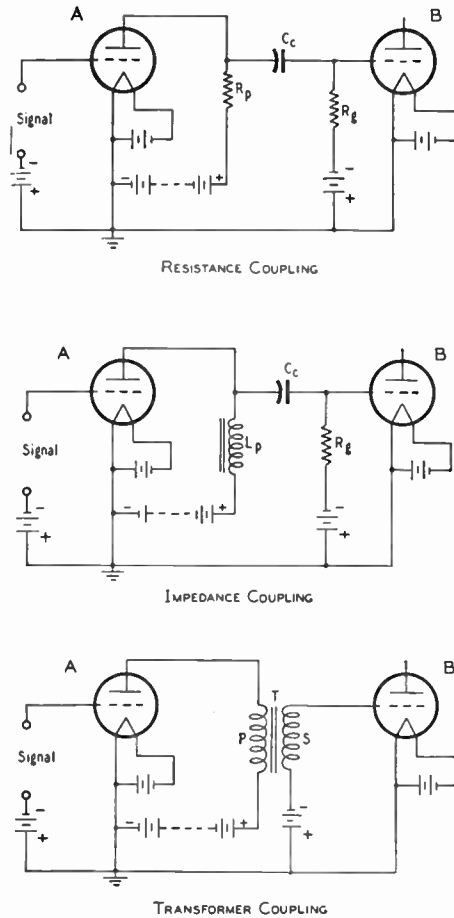 A B
Signal
Cc
Rp
Rg
- +
- +
- +
RESISTANCE COUPLING
A B
Signal
Cc
Lp
Rg
- +
- +
- +
IMPEDANCE COUPLING
A B
Signal
T
P S
- +
- +
- +
TRANSFORMER COUPLING